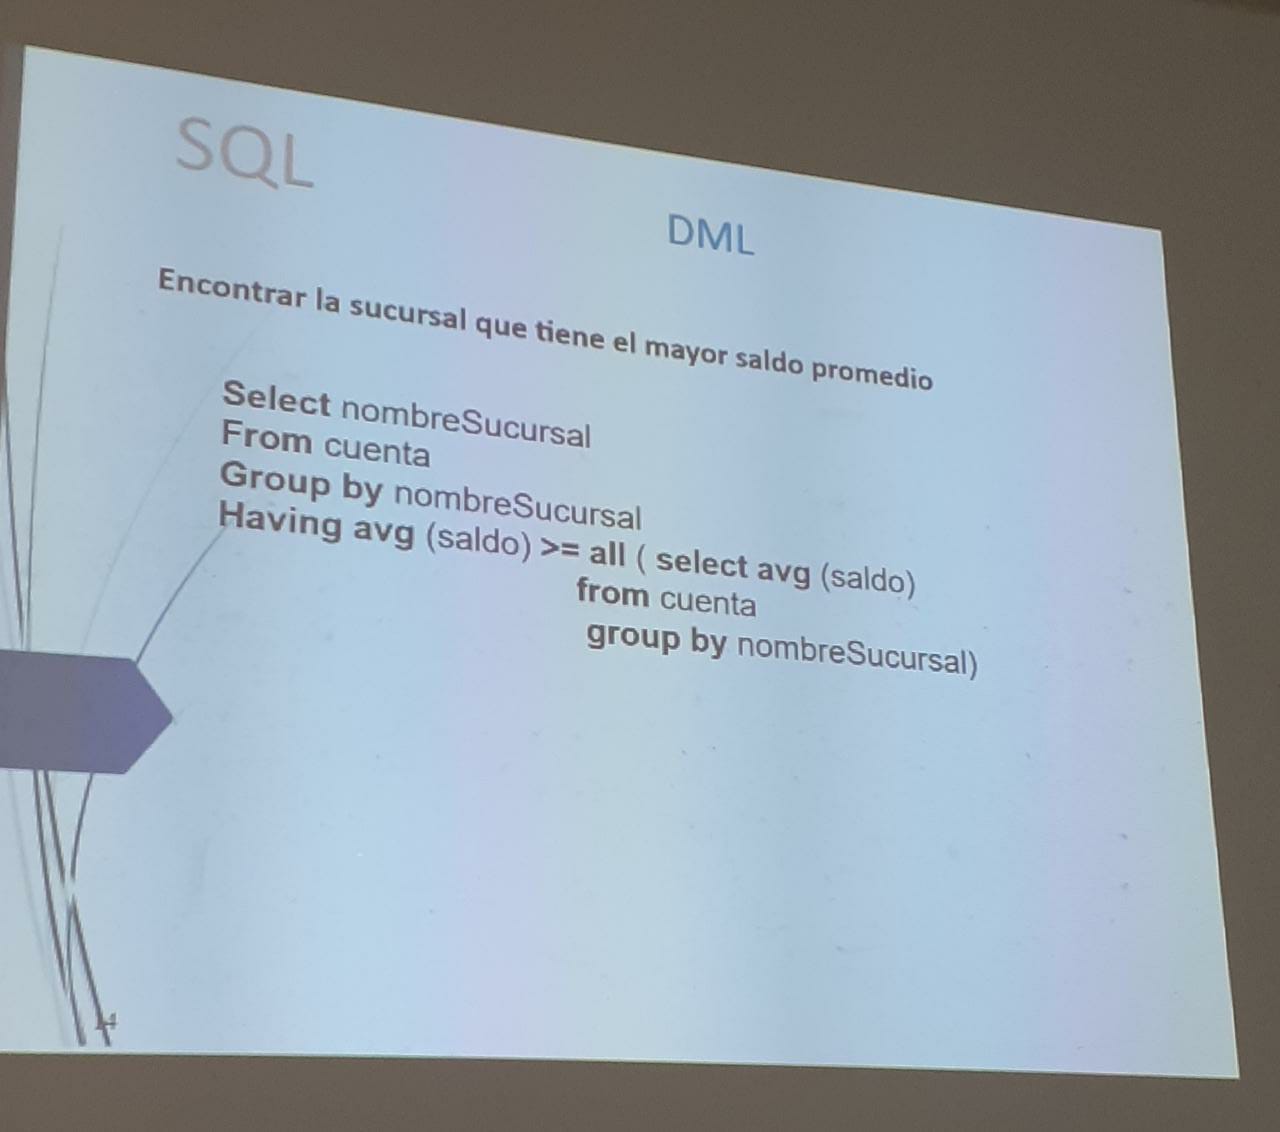 SQL
DML
Encontrar la sucursal que tiene el mayor saldo promedio
Select nombreSucursal
From cuenta
Group by nombreSucursal
Having avg (saldo) >= all ( select avg (saldo)
from cuenta
group by nombreSucursal)